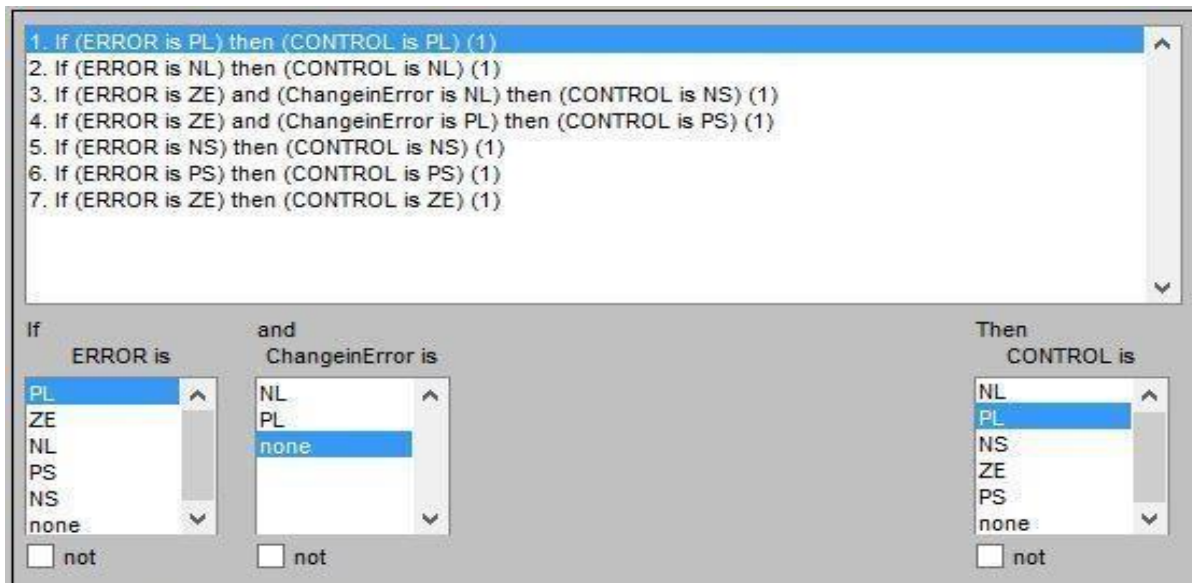 1. If (ERROR is PL) then (CONTROL is PL) (1)
2. If (ERROR is NL) then (CONTROL is NL) (1)
3. If (ERROR is ZE) and (ChangeinError is NL) then (CONTROL is NS) (1)
4. If (ERROR is ZE) and (ChangeinError is PL) then (CONTROL is PS) (1)
5. If (ERROR is NS) then (CONTROL is NS) (1)
6. If (ERROR is PS) then (CONTROL is PS) (1)
7. If (ERROR is ZE) then (CONTROL is ZE) (1)
If
ERROR is
PL
ZE
NL
PS
NS
none
not
and
ChangeinError is
NL
PL
none
not
Then
CONTROL is
NL
PL
NS
ZE
PS
none
not